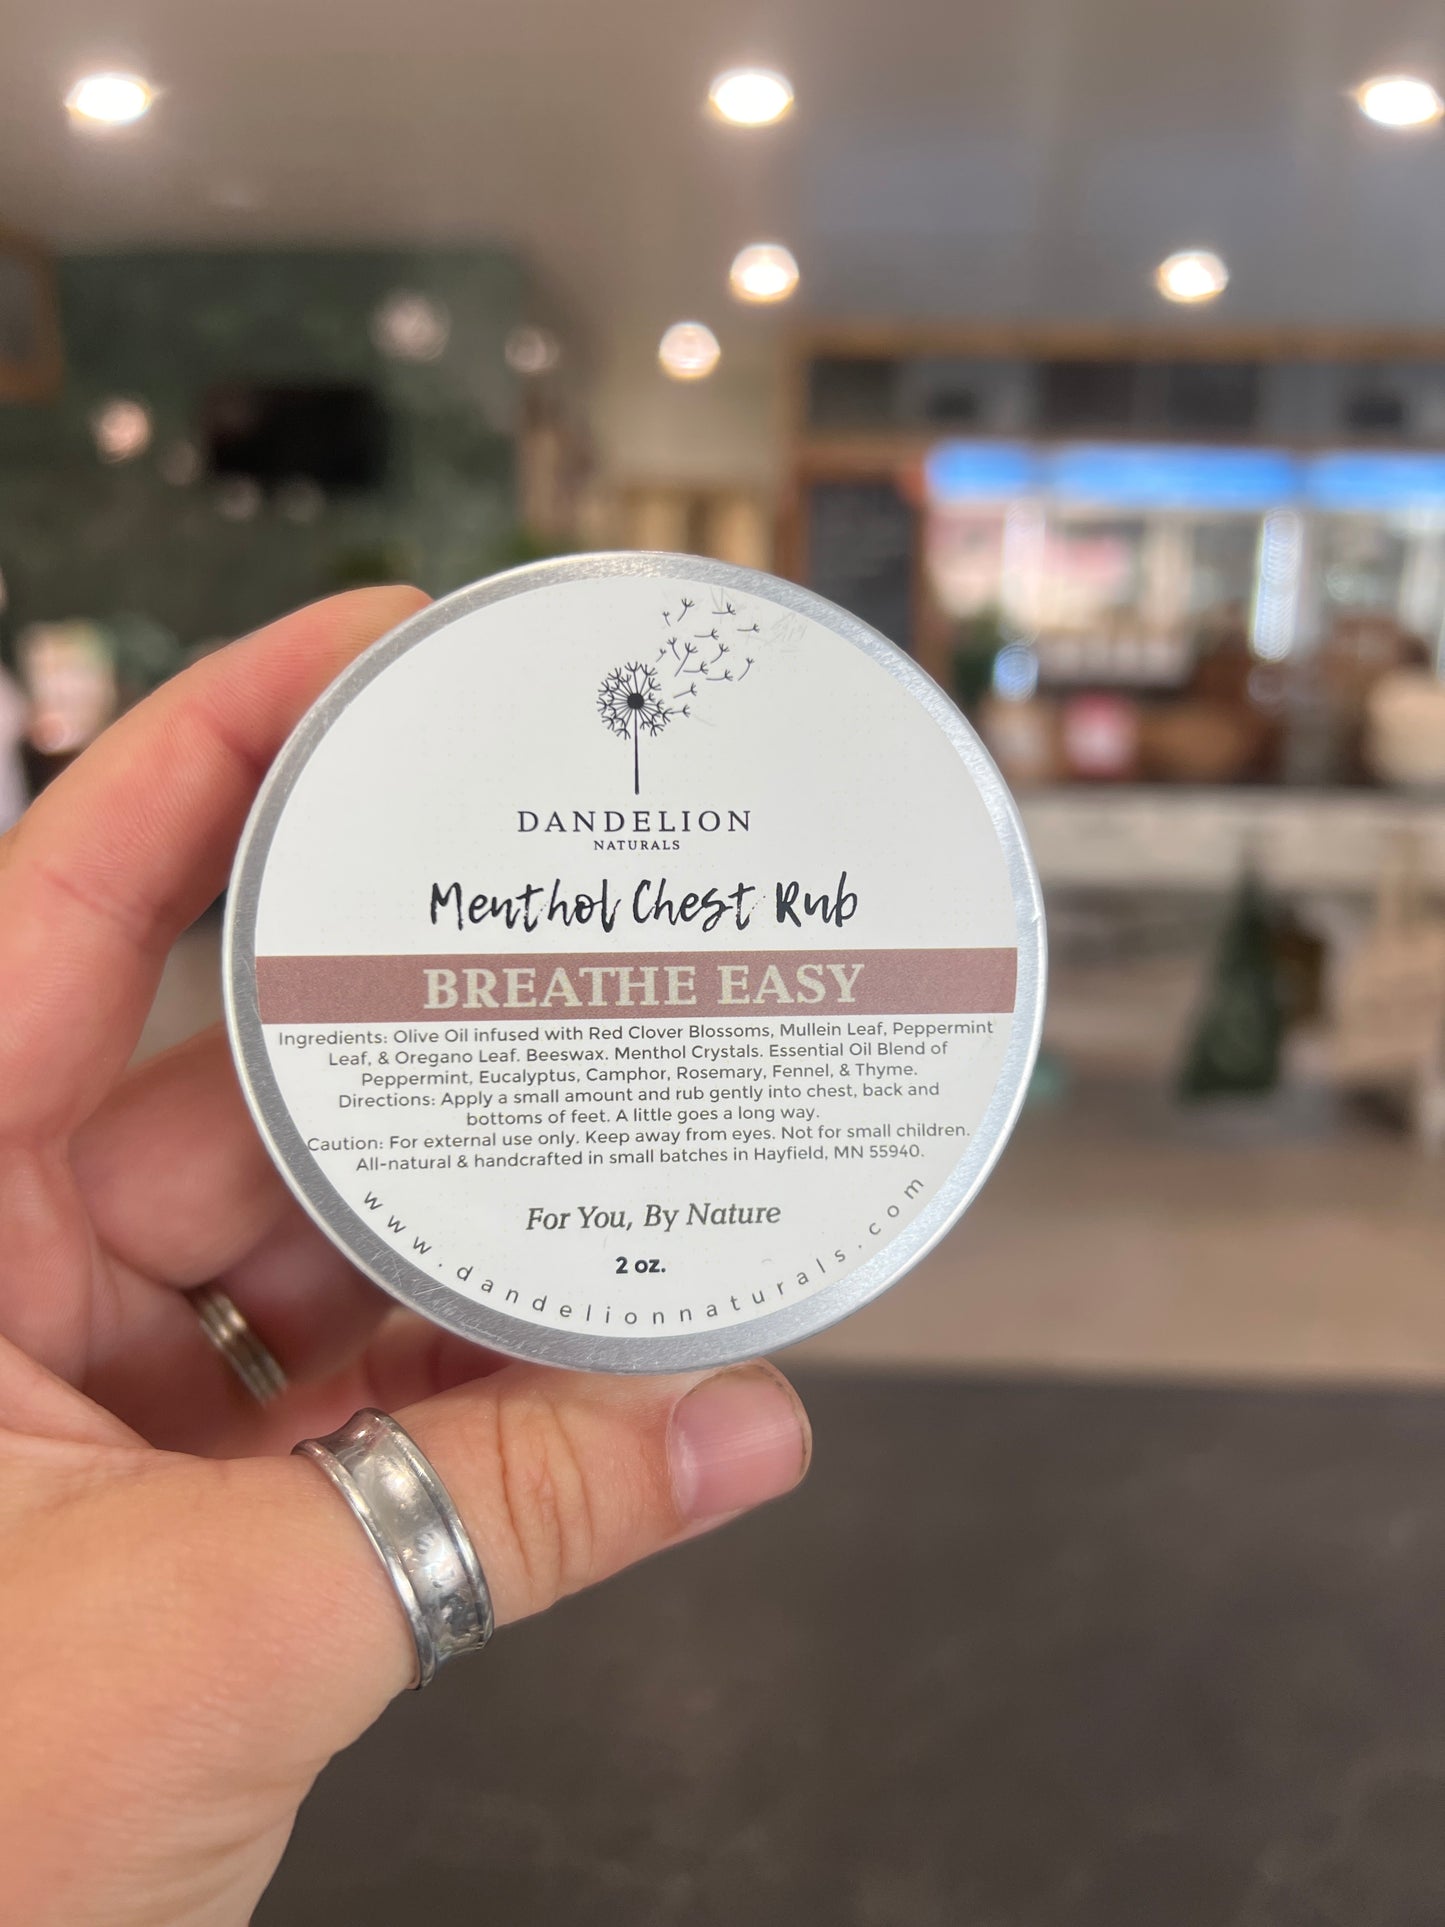 DANDELION
NATURALS
Menthol Chest Rub
BREATHE EASY
Ingredients: Olive Oil infused with Red Clover Blossoms, Mullein Leaf, Peppermint
Leaf, & Oregano Leaf. Beeswax. Menthol Crystals. Essential Oil Blend of
Peppermint, Eucalyptus, Camphor, Rosemary, Fennel, & Thyme.
Directions: Apply a small amount and rub gently into chest, back and
bottoms of feet. A little goes a long way.
Caution: For external use only. Keep away from eyes. Not for small children.
All-natural & handcrafted in small batches in Hayfield, MN 55940.
For You, By Nature
2 oz.
www.dandelionnaturals.com